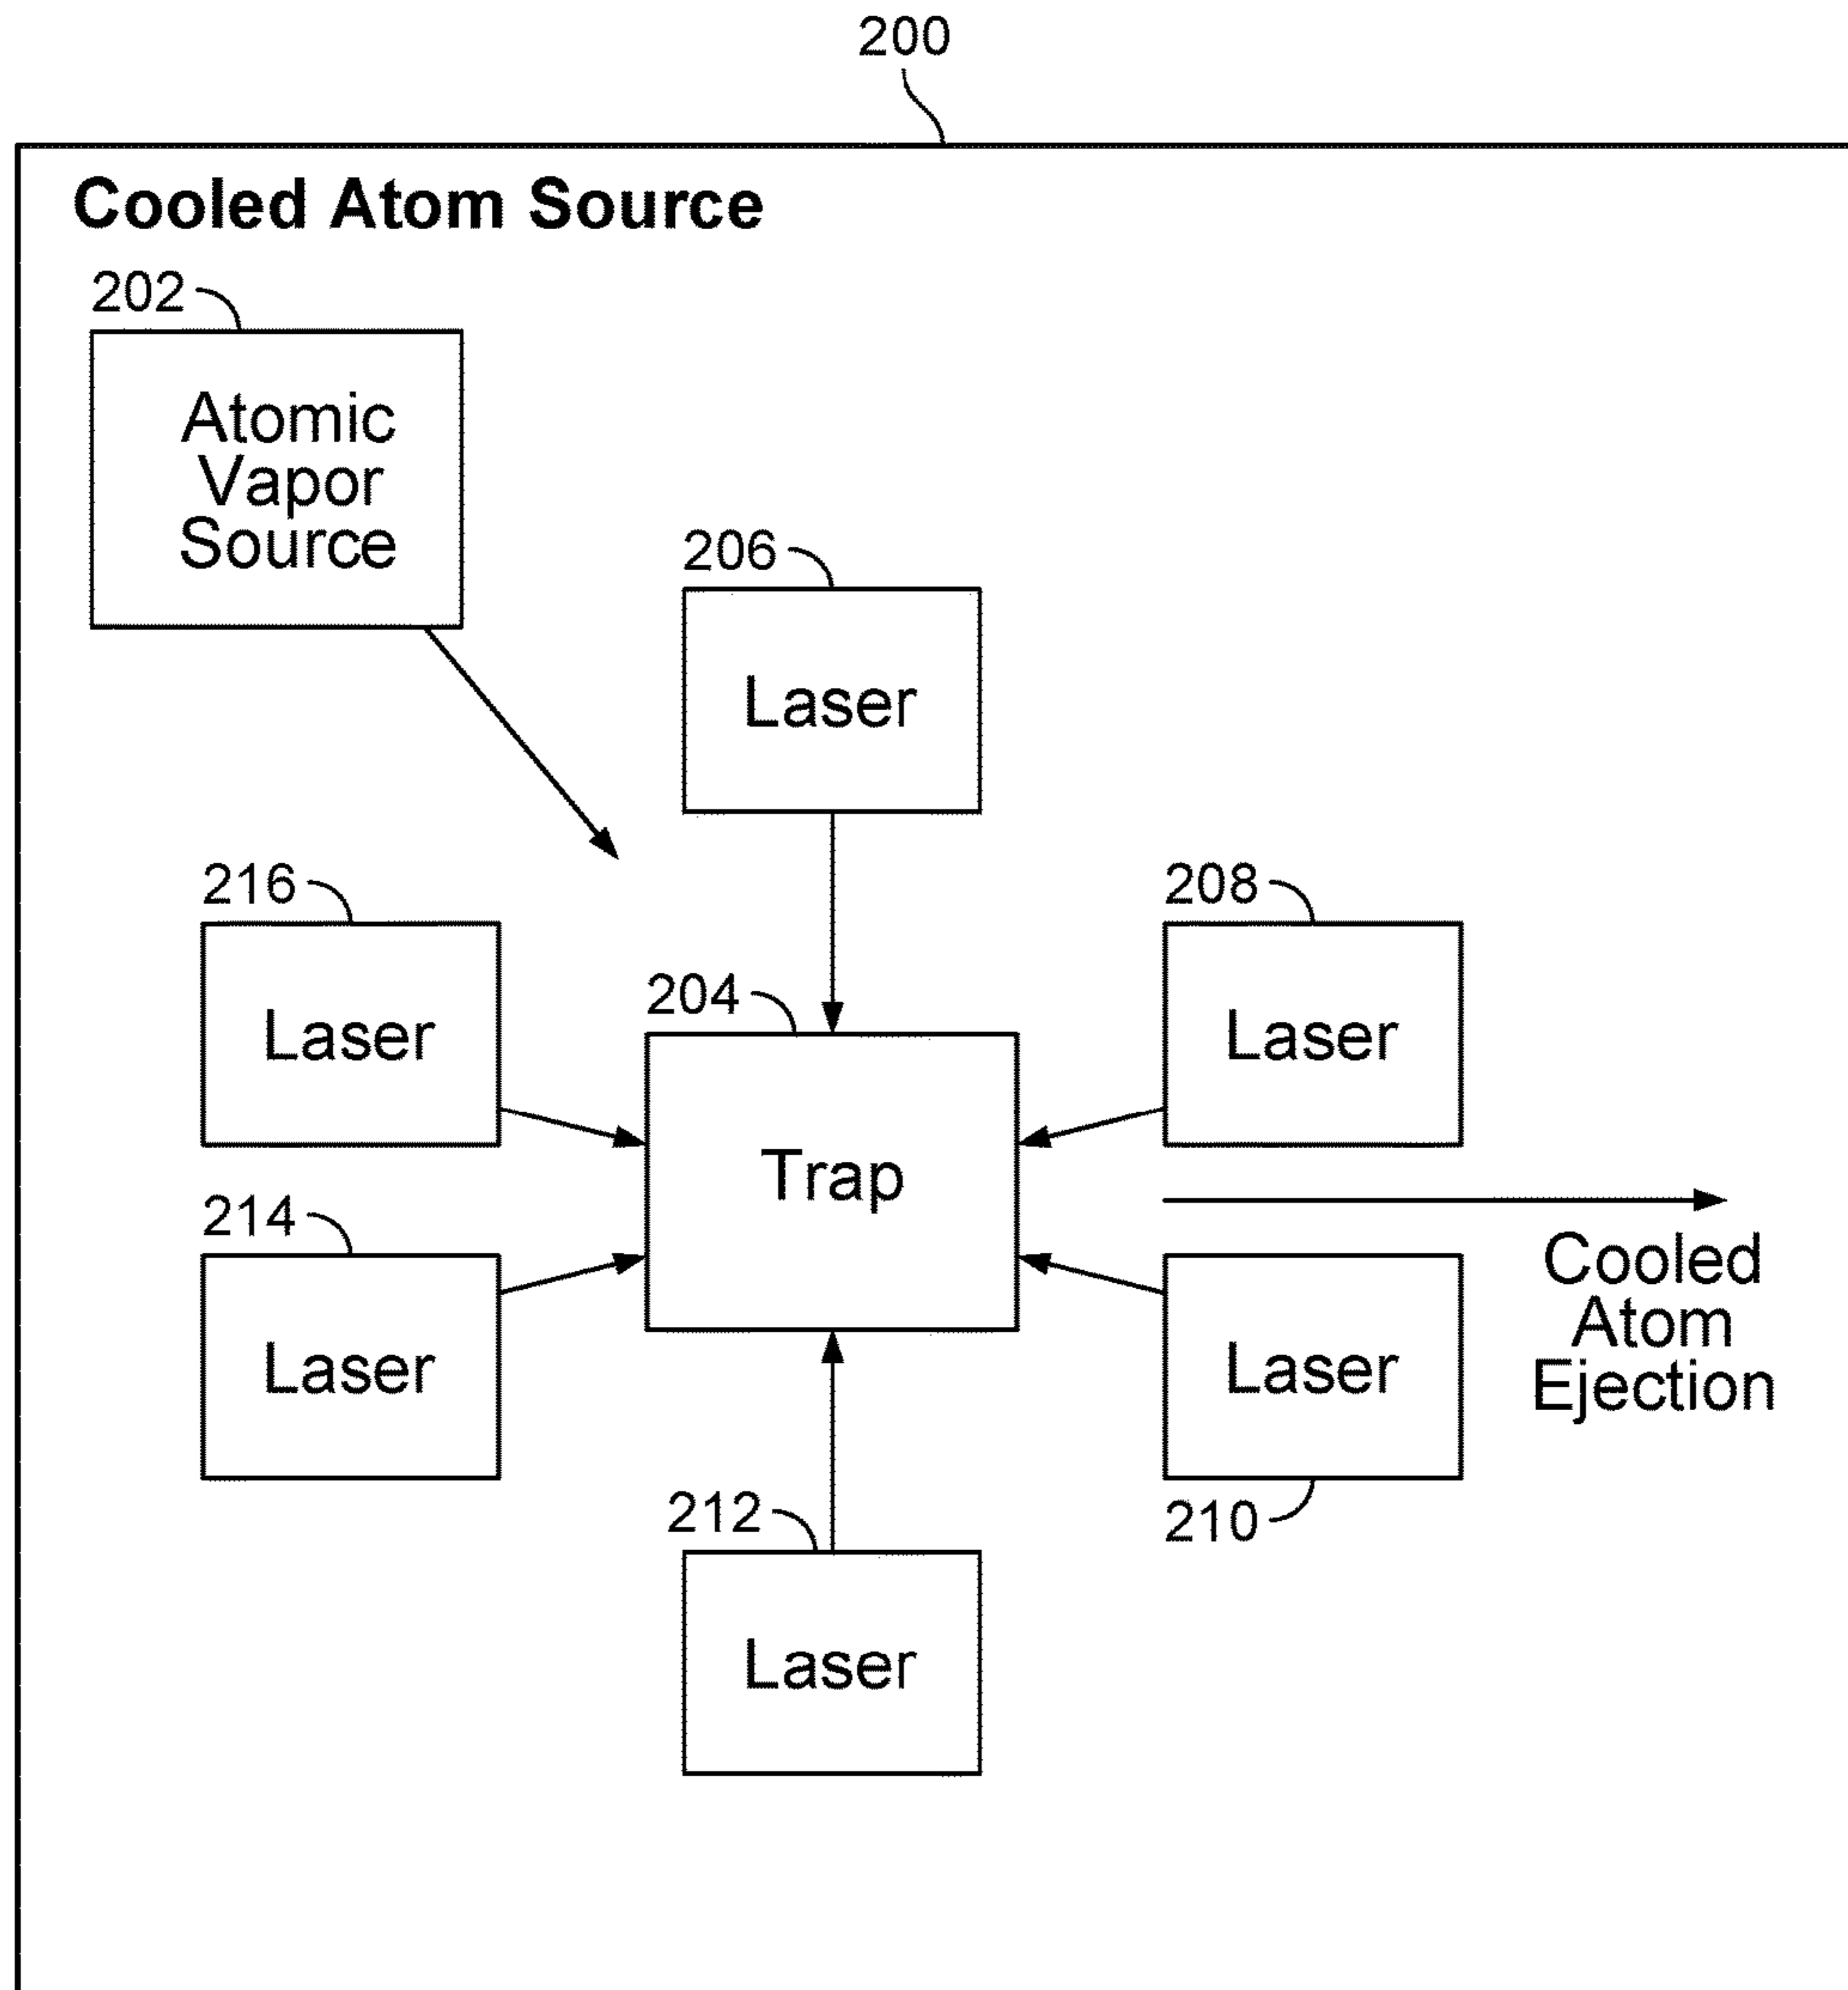 200
Cooled Atom Source
202
Atomic
Vapor
Source
206
Laser
216
Laser
208
Laser
204
Trap
214
Laser
Cooled
Atom
Ejection
Laser
210
212
Laser